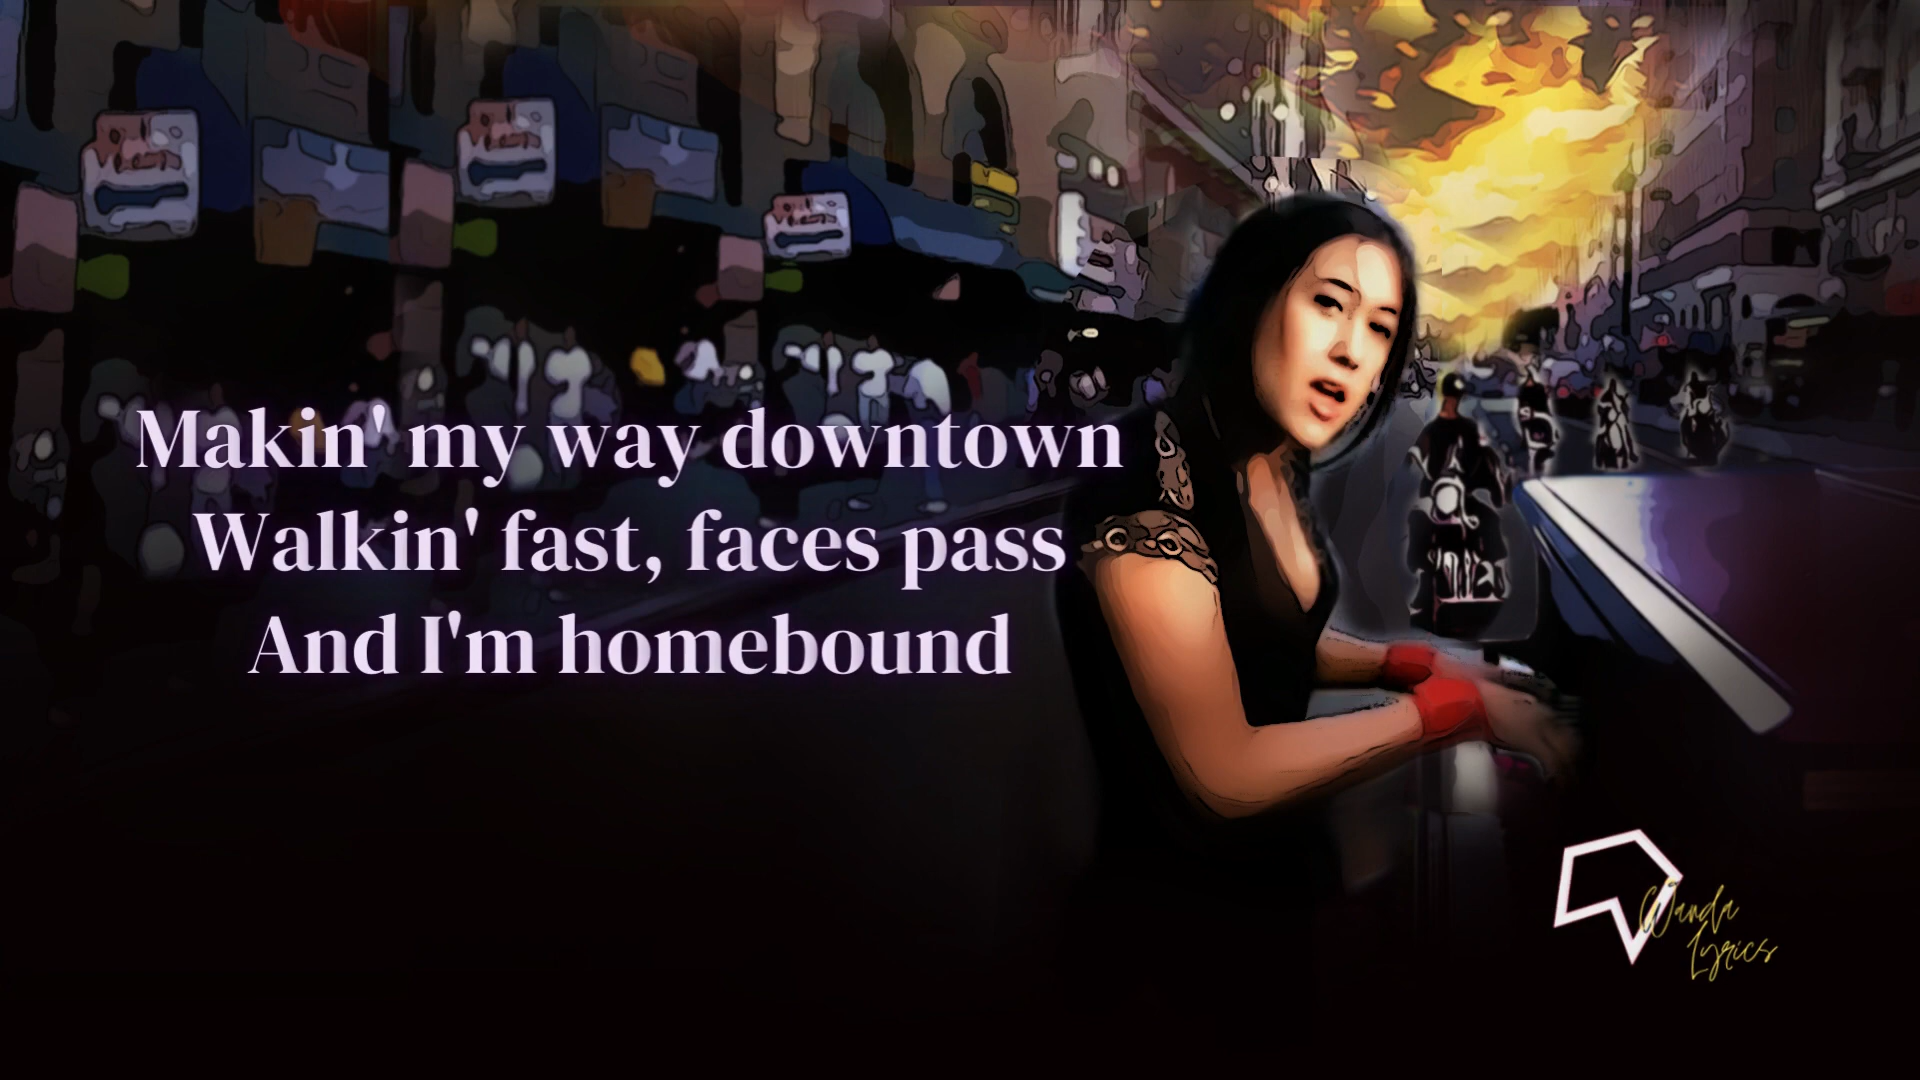 Makin' my way downtown
Walkin' fast, faces pass
And I'm homebound
Wanda
Lyrics